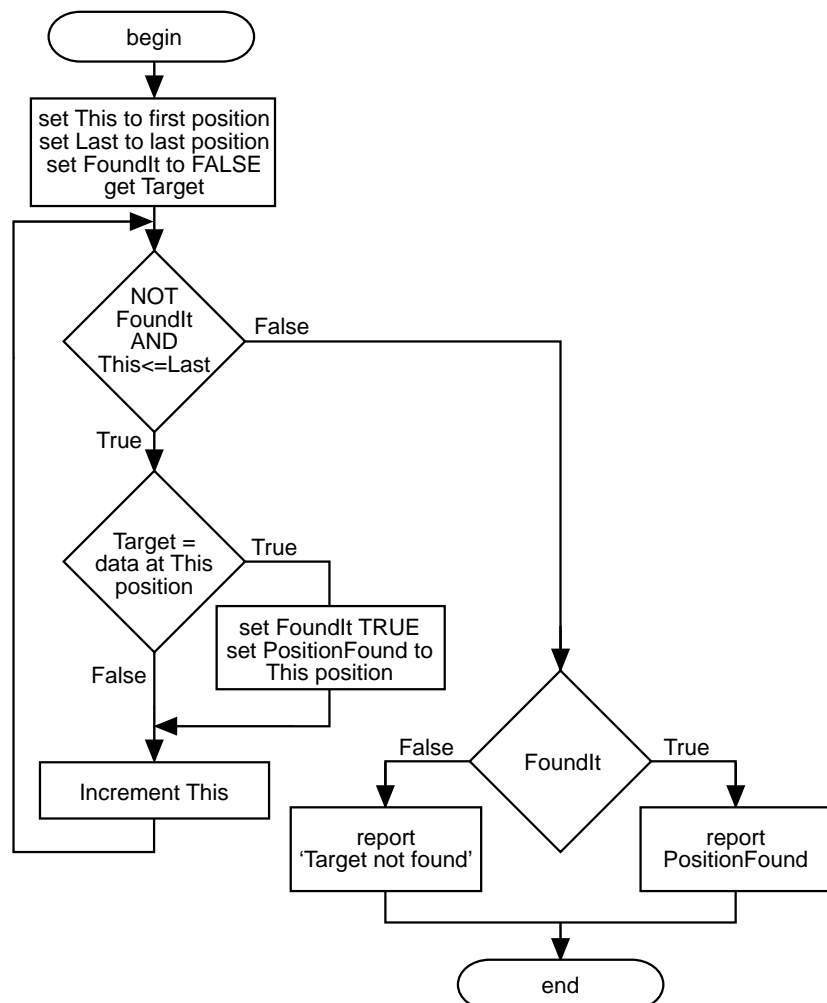 begin
set This to first position
set Last to last position
set FoundIt to FALSE
get Target
NOT
FoundIt
AND
This<=Last
False
True
Target =
data at This
position
True
set FoundIt TRUE
set PositionFound to
This position
False
Increment This
FoundIt
False
True
report
‘Target not found’
report
PositionFound
end